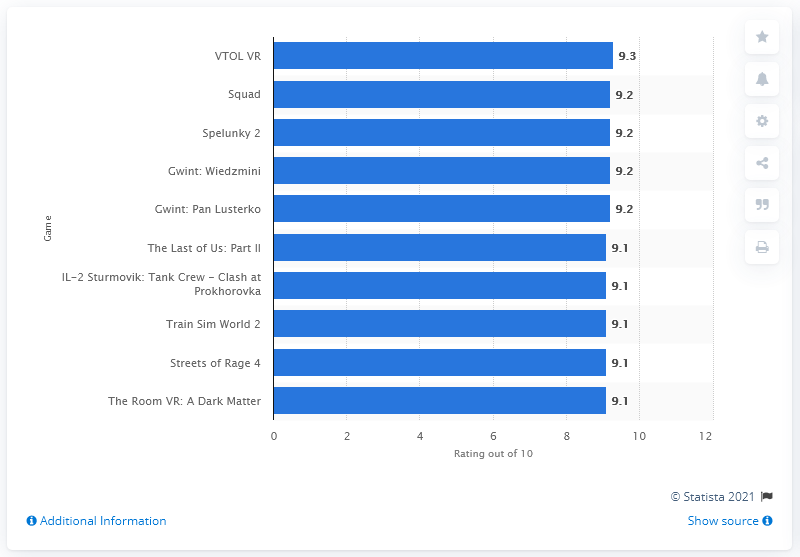 VTOL VR 9.3
Squad 9.2
Spelunky 2 9.2
Gwint: Wiedzmini 9.2
Gwint: Pan Lusterko 9.2
Game
The Last of Us: Part II 9.1
IL-2 Sturmovik: Tank Crew - Clash at
Prokhorovka 9.1
Train Sim World 2 9.1
Streets of Rage 4 9.1
The Room VR: A Dark Matter 9.1
0 2 4 6 8 10 12
Rating out of 10
© Statista 2021
Additional Information
Show source